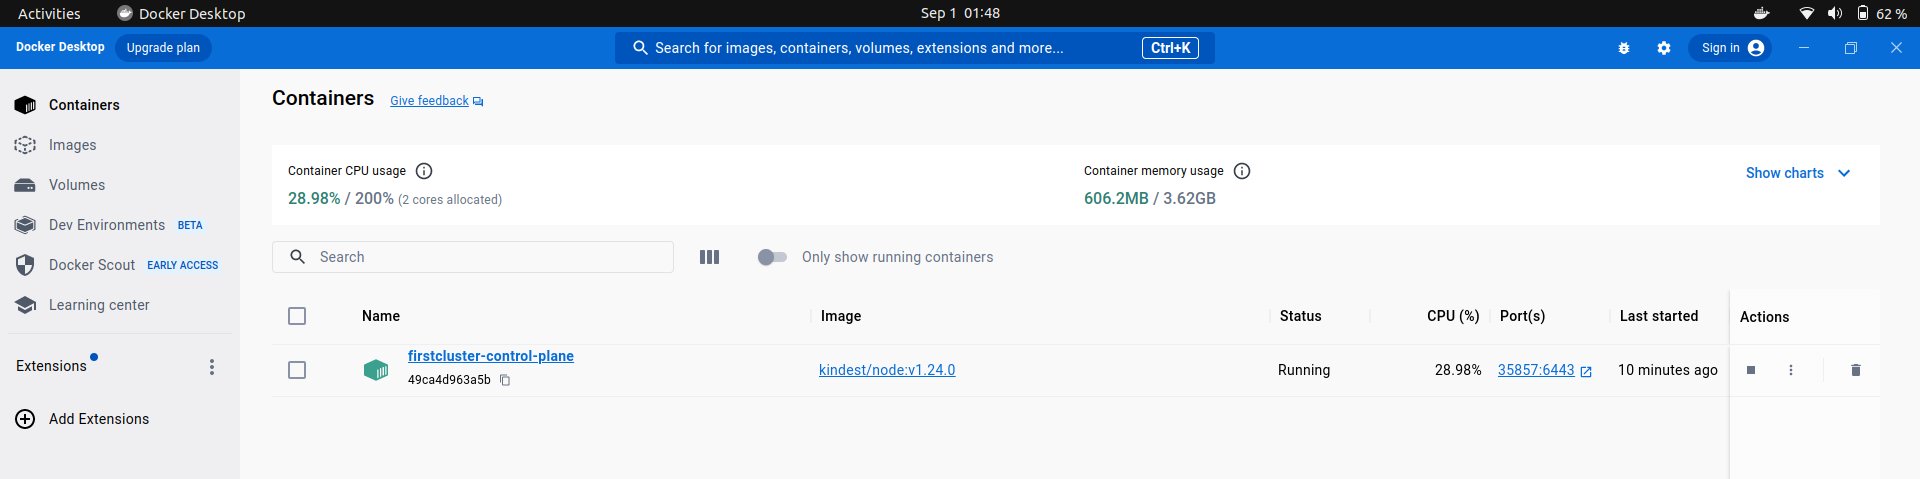 Activities Docker Desktop Sep 1 01:48 62 %
Docker Desktop Upgrade plan Search for images, containers, volumes, extensions and more... Ctrl+K Sign in
Containers
Images
Volumes
Dev Environments BETA
Docker Scout EARLY ACCESS
Learning center
Extensions
Add Extensions
Containers Give feedback
Container CPU usage
28.98% / 200% (2 cores allocated)
Container memory usage
606.2MB / 3.62GB
Show charts
Search Only show running containers
Name Image Status CPU (%) Port(s) Last started Actions
firstcluster-control-plane
49ca4d963a5b
kindest/node:v1.24.0 Running 28.98% 35857:6443 10 minutes ago